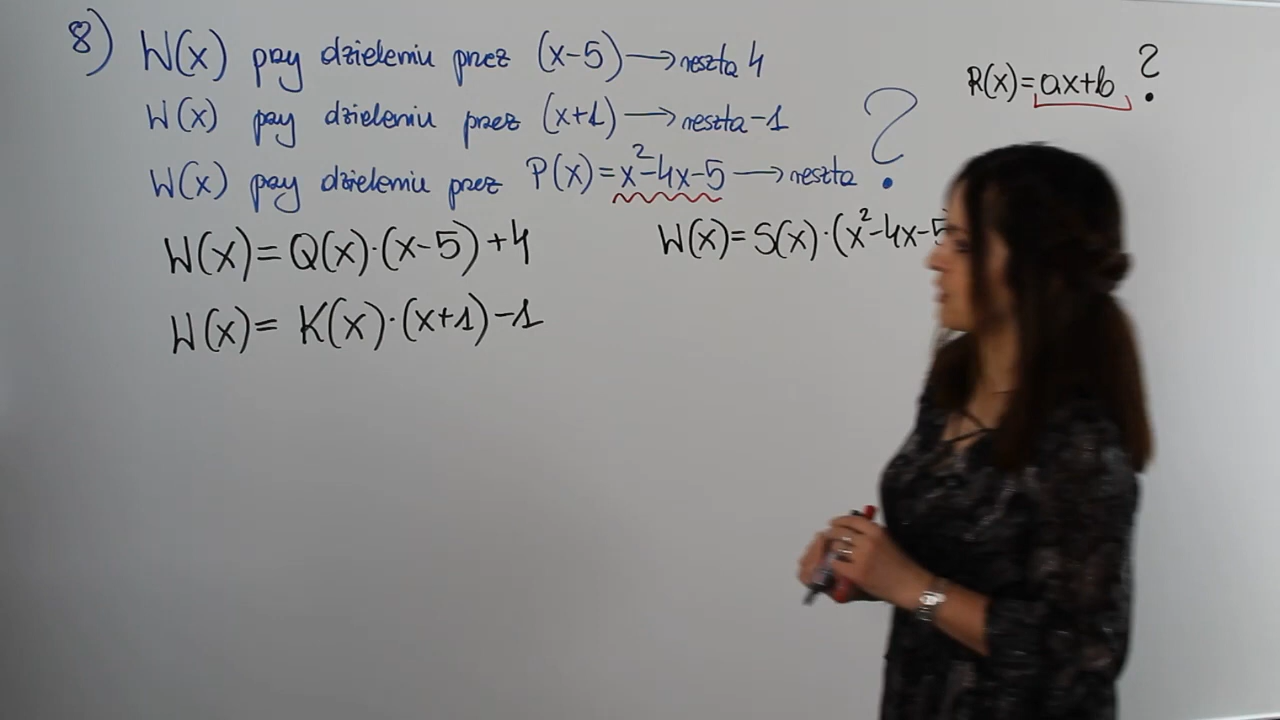 8) W(x) przy dzieleniu przez (x-5) → reszta 4
W(x) przy dzieleniu przez (x+1) → reszta -1
W(x) przy dzieleniu przez P(x)=x²-4x-5 → reszta ?
R(x)=ax+b ?
W(x)=Q(x)·(x-5)+4
W(x)= K(x)·(x+1)-1
W(x)= S(x)·(x²-4x-5